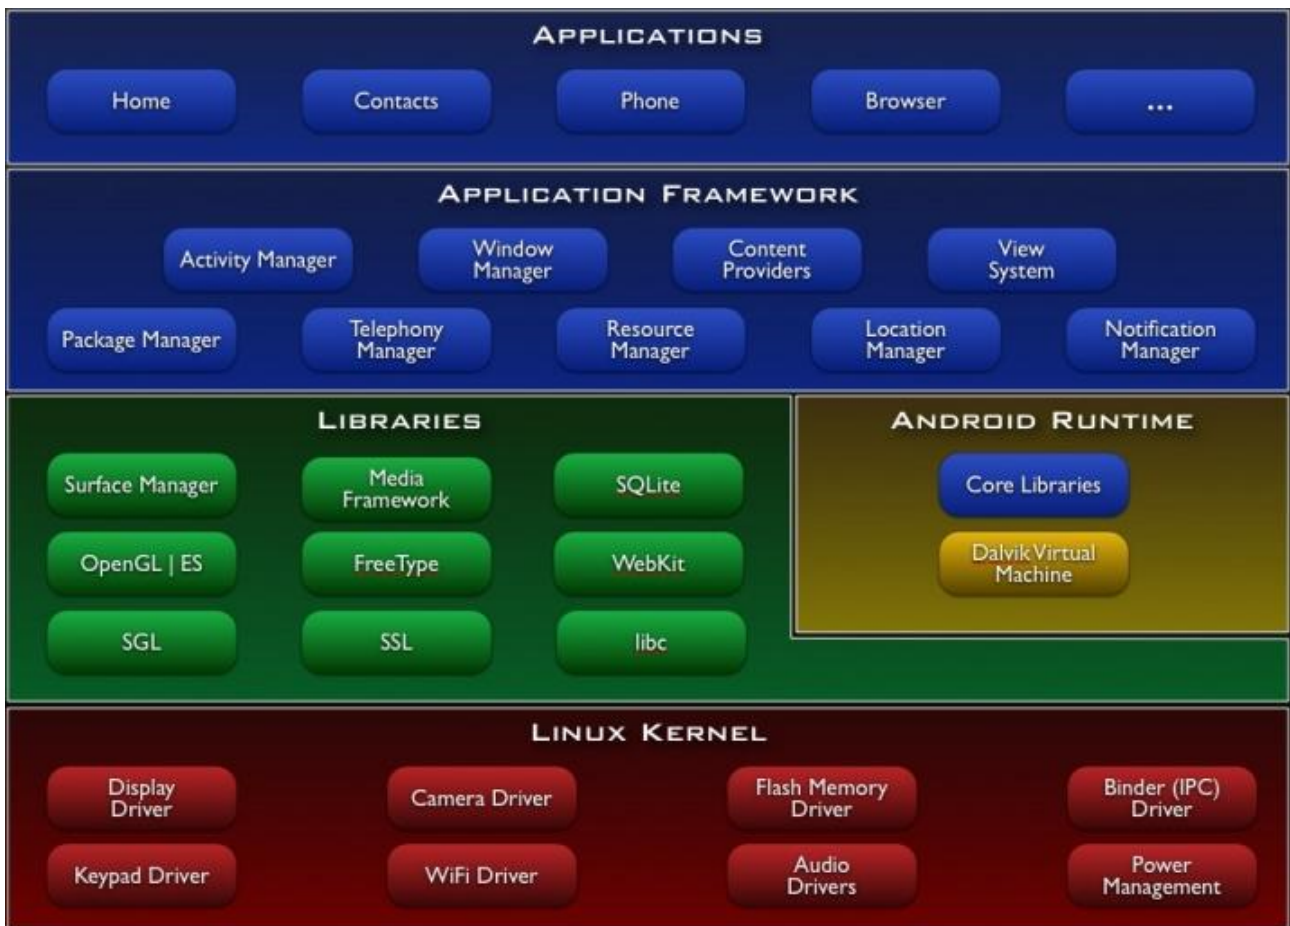 APPLICATIONS
Home
Contacts
Phone
Browser
...
APPLICATION FRAMEWORK
Activity Manager
Window
Manager
Content
Providers
View
System
Package Manager
Telephony
Manager
Resource
Manager
Location
Manager
Notification
Manager
LIBRARIES
Surface Manager
Media
Framework
SQLite
OpenGL | ES
FreeType
WebKit
SGL
SSL
libc
ANDROID RUNTIME
Core Libraries
Dalvik Virtual
Machine
LINUX KERNEL
Display
Driver
Camera Driver
Flash Memory
Driver
Binder (IPC)
Driver
Keypad Driver
WiFi Driver
Audio
Drivers
Power
Management